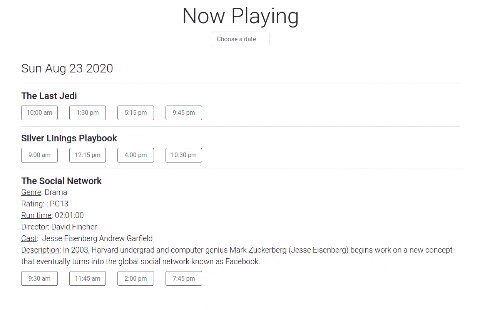 Now Playing
Choose a date
Sun Aug 23 2020
The Last Jedi
10:00 am 1:30 pm 5:15 pm 9:45 pm
Silver Linings Playbook
9:00 am 12:15 pm 4:00 pm 10:30 pm
The Social Network
Genre: Drama
Rating: :PG13
Run time: 02:01:00
Director: David Fincher
Cast: Jesse Eisenberg Andrew Garfield
Description: In 2003, Harvard undergrad and computer genius Mark Zuckerberg (Jesse Eisenberg) begins work on a new concept
that eventually turns into the global social network known as Facebook.
9:30 am 11:45 am 2:00 pm 7:45 pm